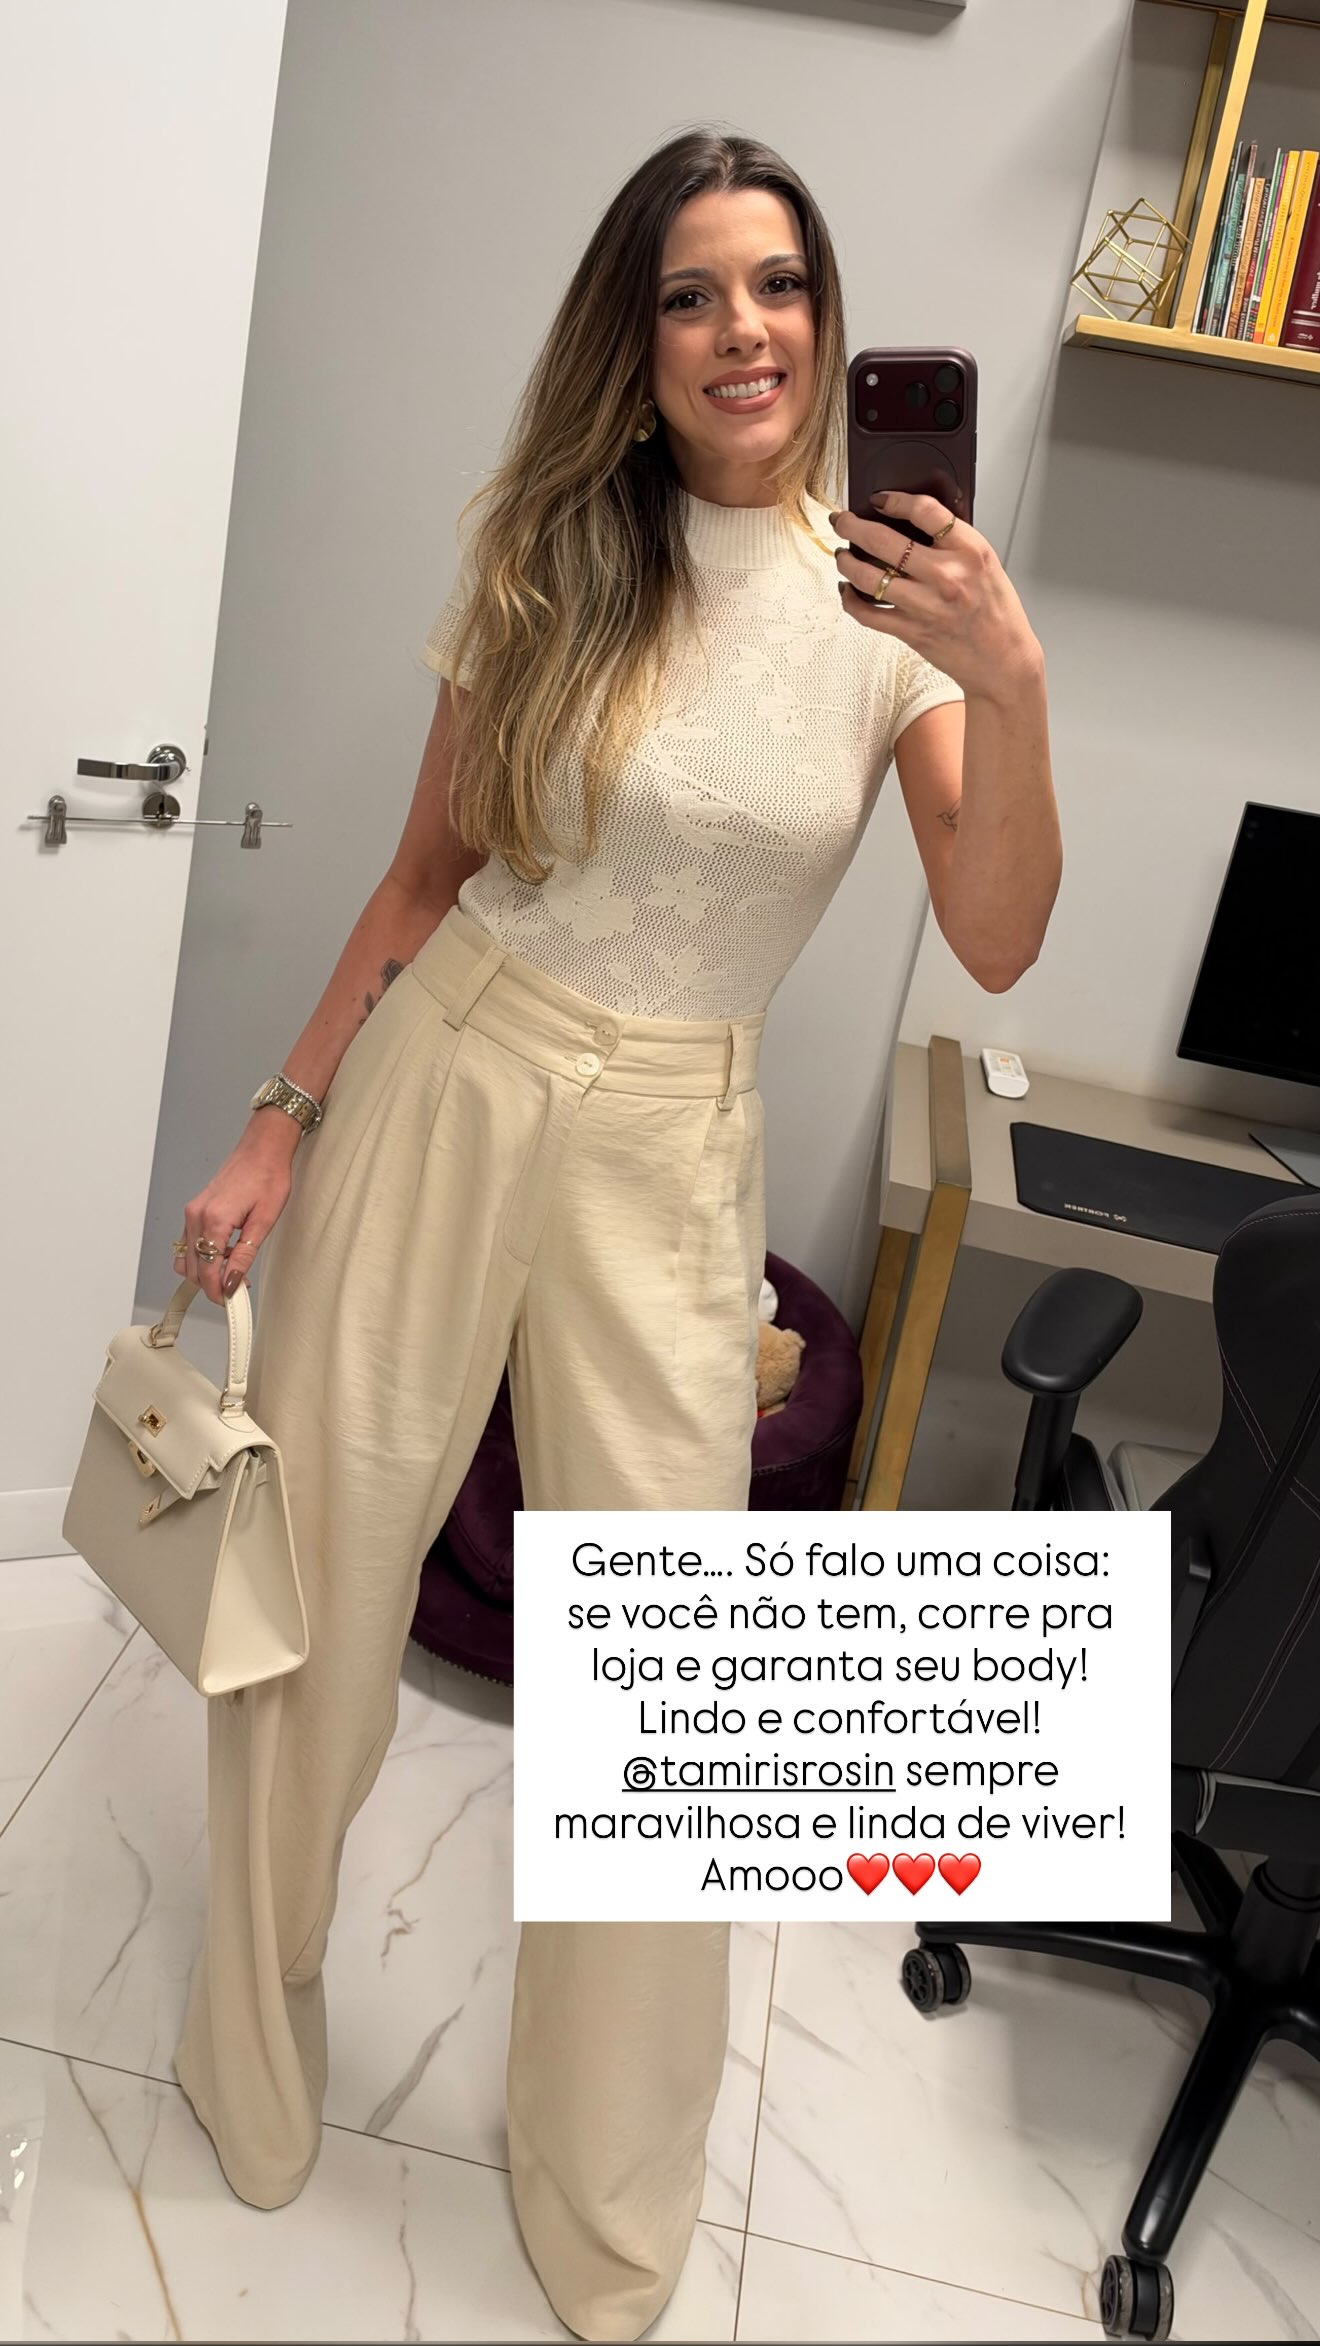 Gente.... Só falo uma coisa:
se você não tem, corre pra
loja e garanta seu body!
Lindo e confortável!
@tamirisrosin sempre
maravilhosa e linda de viver!
Amooo❤️❤️❤️